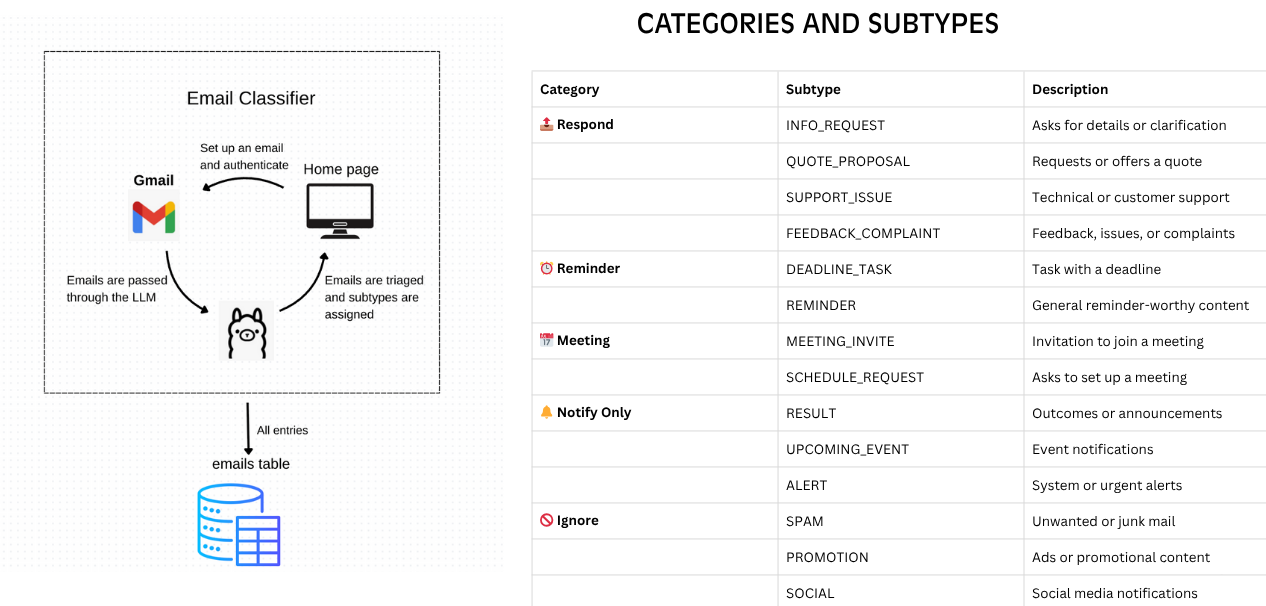 CATEGORIES AND SUBTYPES
Email Classifier
Set up an email
and authenticate
Home page
Gmail
Emails are passed
through the LLM
Emails are triaged
and subtypes are
assigned
All entries
emails table
Category Subtype Description
Respond INFO_REQUEST Asks for details or clarification
QUOTE_PROPOSAL Requests or offers a quote
SUPPORT_ISSUE Technical or customer support
FEEDBACK_COMPLAINT Feedback, issues, or complaints
Reminder DEADLINE_TASK Task with a deadline
REMINDER General reminder-worthy content
Meeting MEETING_INVITE Invitation to join a meeting
SCHEDULE_REQUEST Asks to set up a meeting
Notify Only RESULT Outcomes or announcements
UPCOMING_EVENT Event notifications
ALERT System or urgent alerts
Ignore SPAM Unwanted or junk mail
PROMOTION Ads or promotional content
SOCIAL Social media notifications